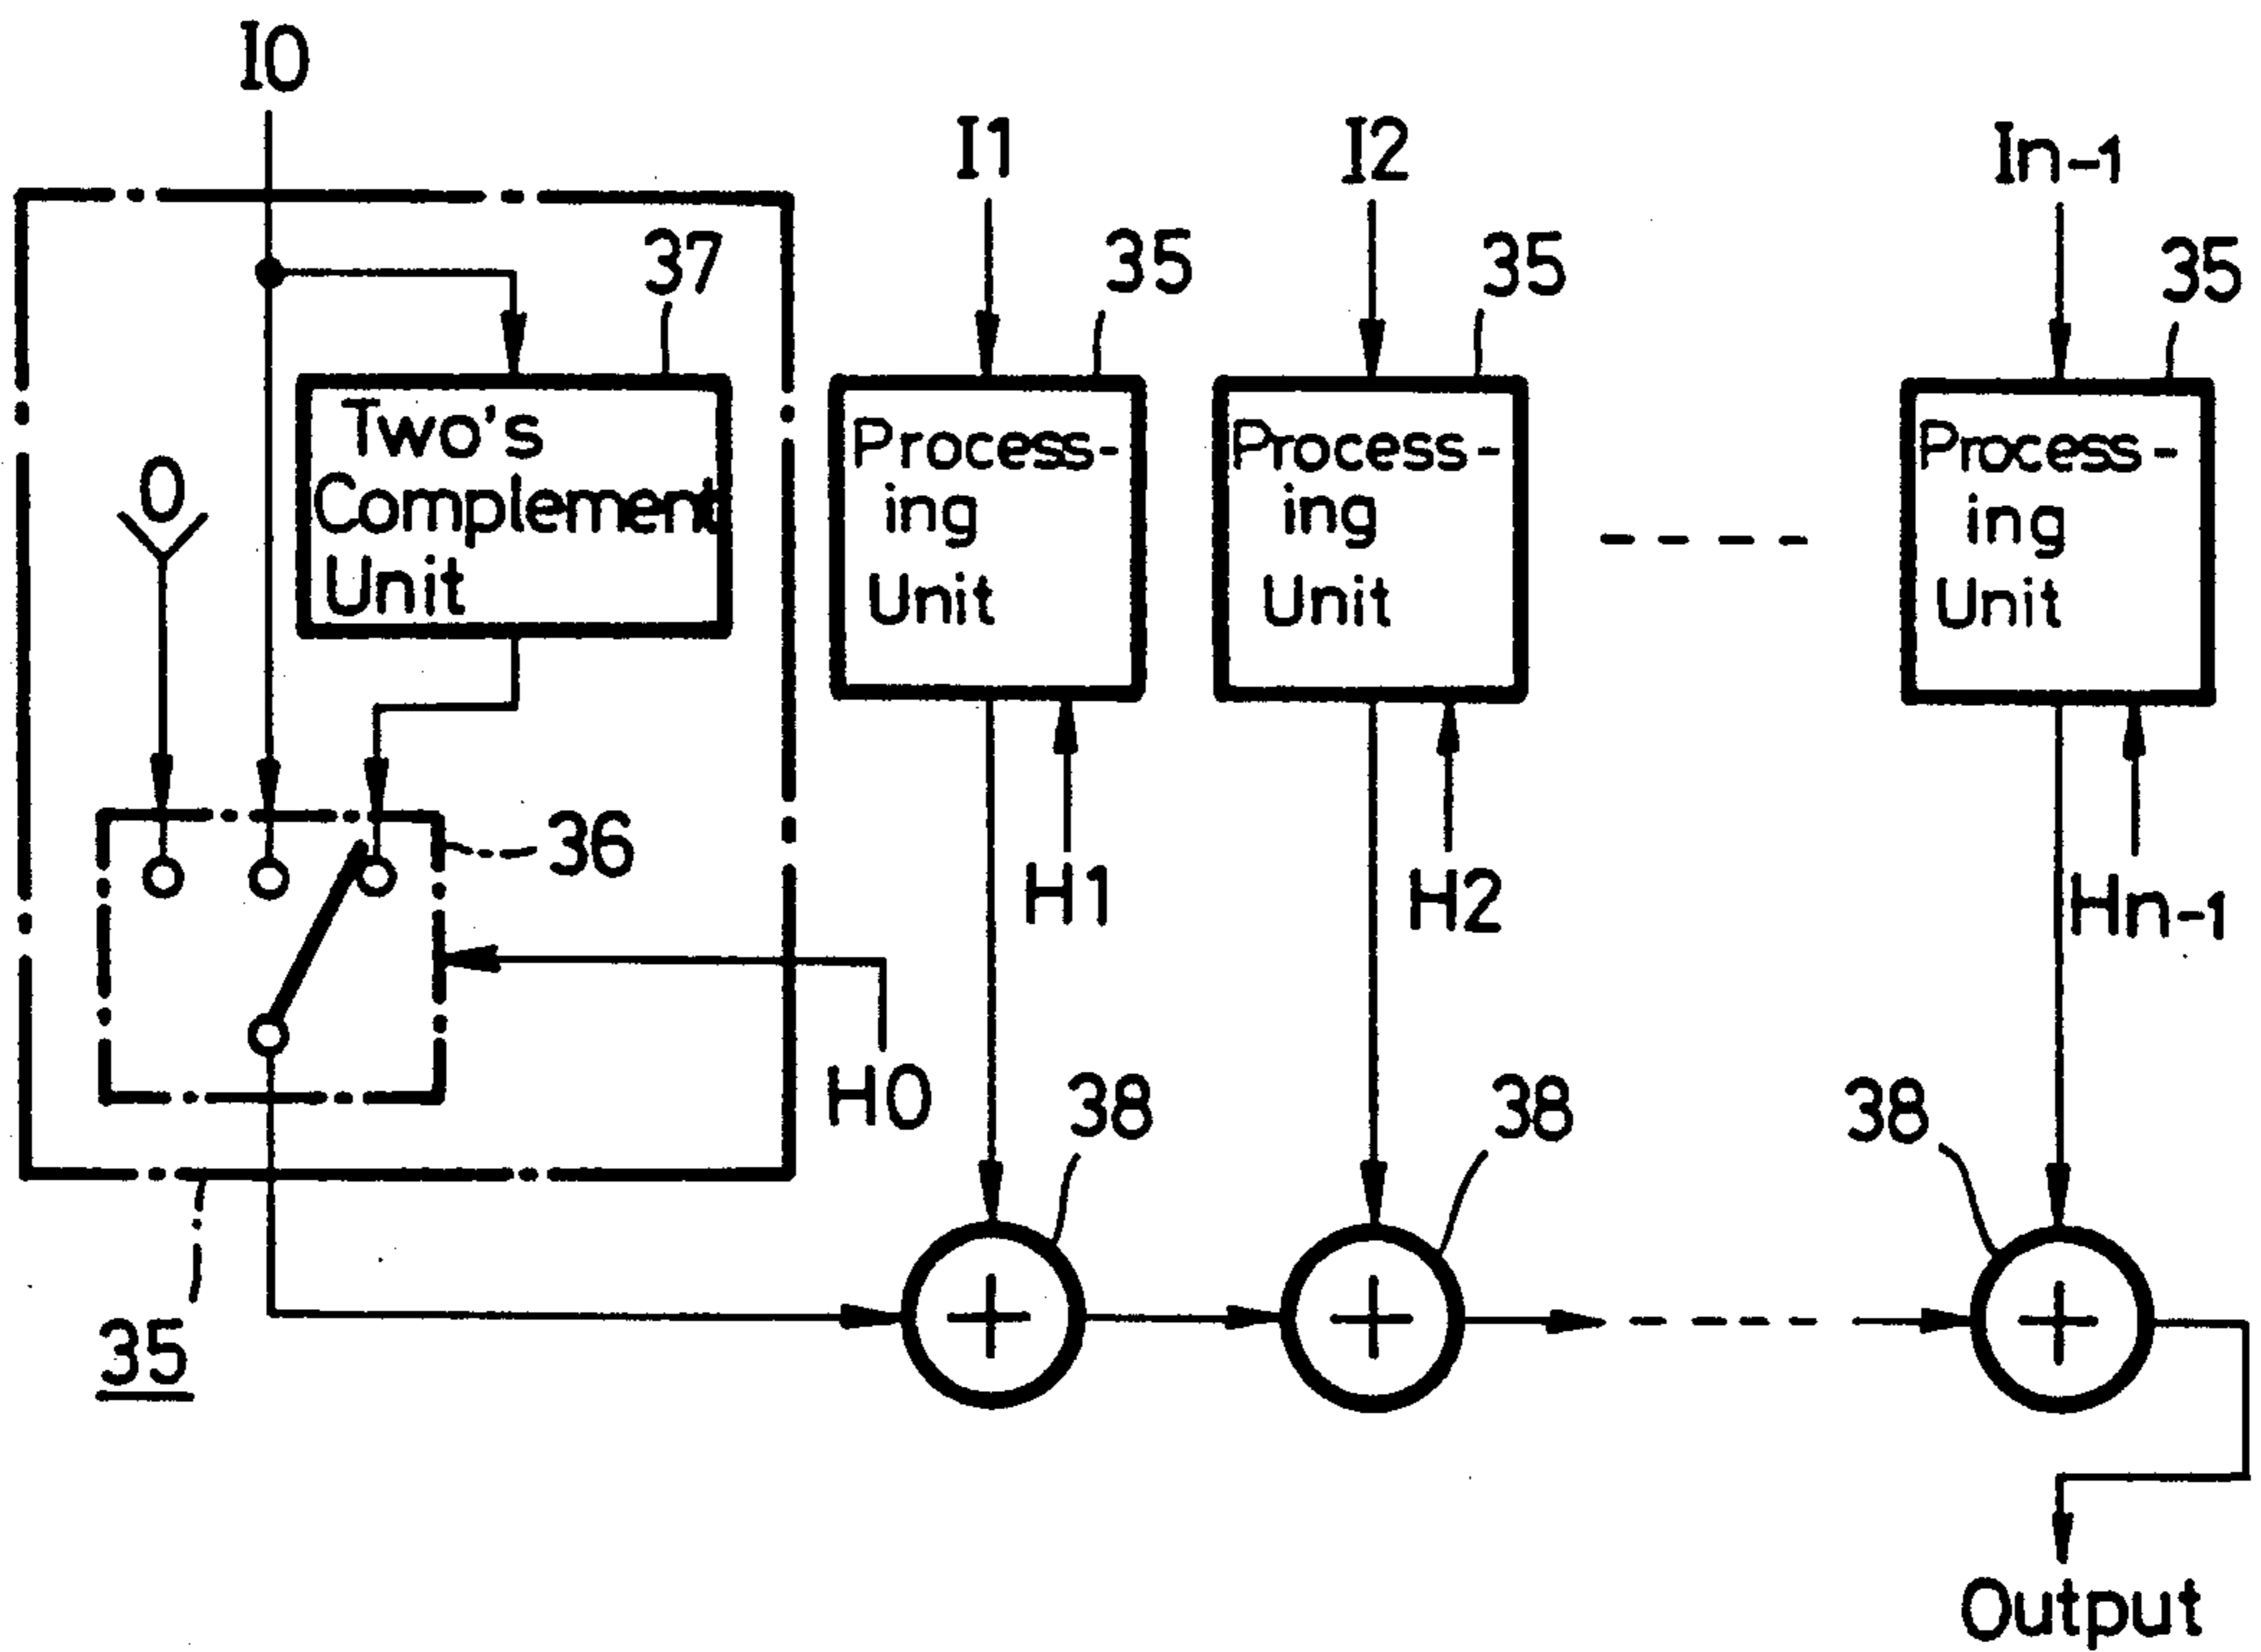 I0
I1
I2
In-1
37
35
35
35
Two's
Complement
Unit
Process-
ing
Unit
Process-
ing
Unit
Process-
ing
Unit
0
- - - -
36
H1
H2
Hn-1
H0
38
38
38
+
+
+
35
Output